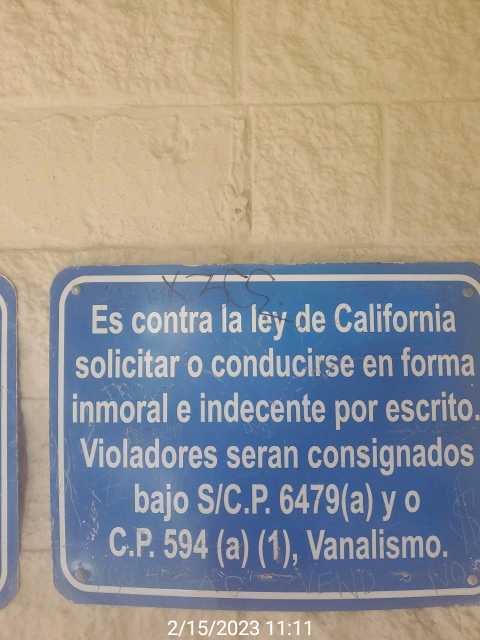 Es contra la ley de California
solicitar o conducirse en forma
inmoral e indecente por escrito.
Violadores seran consignados
bajo S/C.P. 6479(a) y o
C.P. 594 (a) (1), Vanalismo.
2/15/2023 11:11